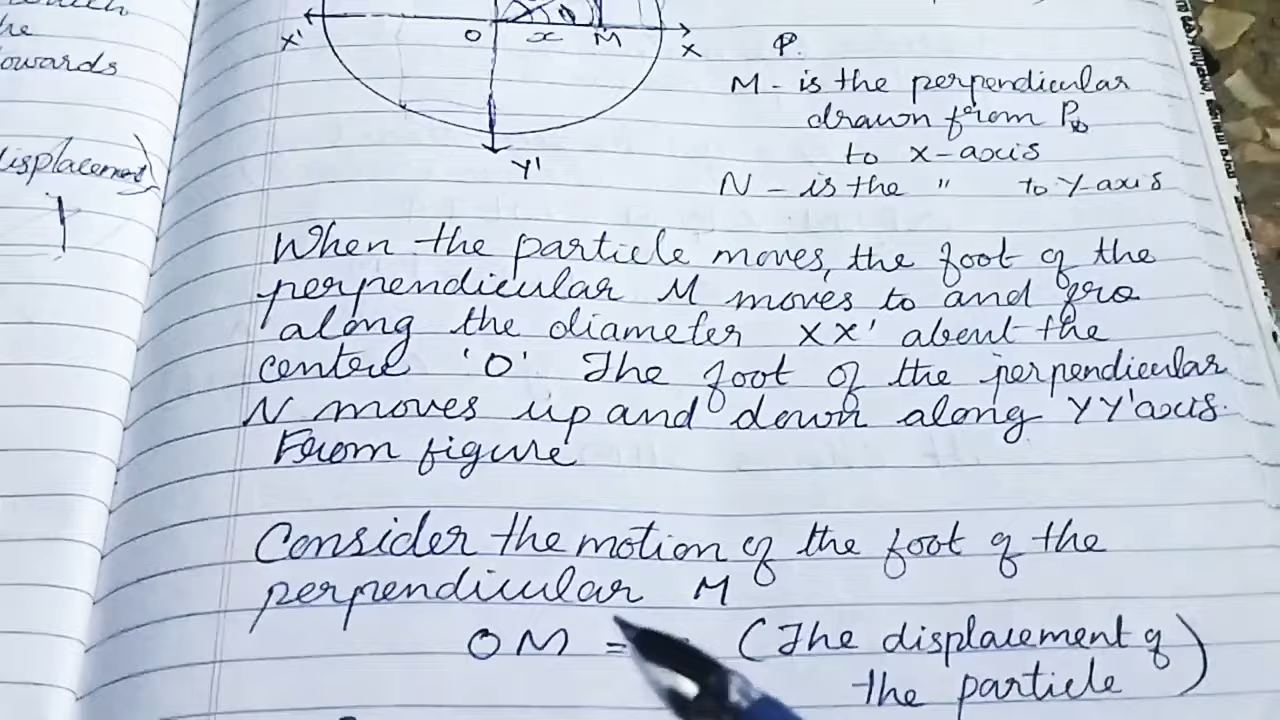 he
owards
isplacement)
X' O x M X
Y'
P.
M - is the perpendicular
drawn from P
to X-axis
N - is the " to Y-axis
When the particle moves, the foot of the
perpendicular M moves to and fro
along the diameter XX' about the
centre 'O'. The foot of the perpendicular
N moves up and down along YY' axis.
From figure
Consider the motion of the foot of the
perpendicular M
OM = (The displacement of
the particle)